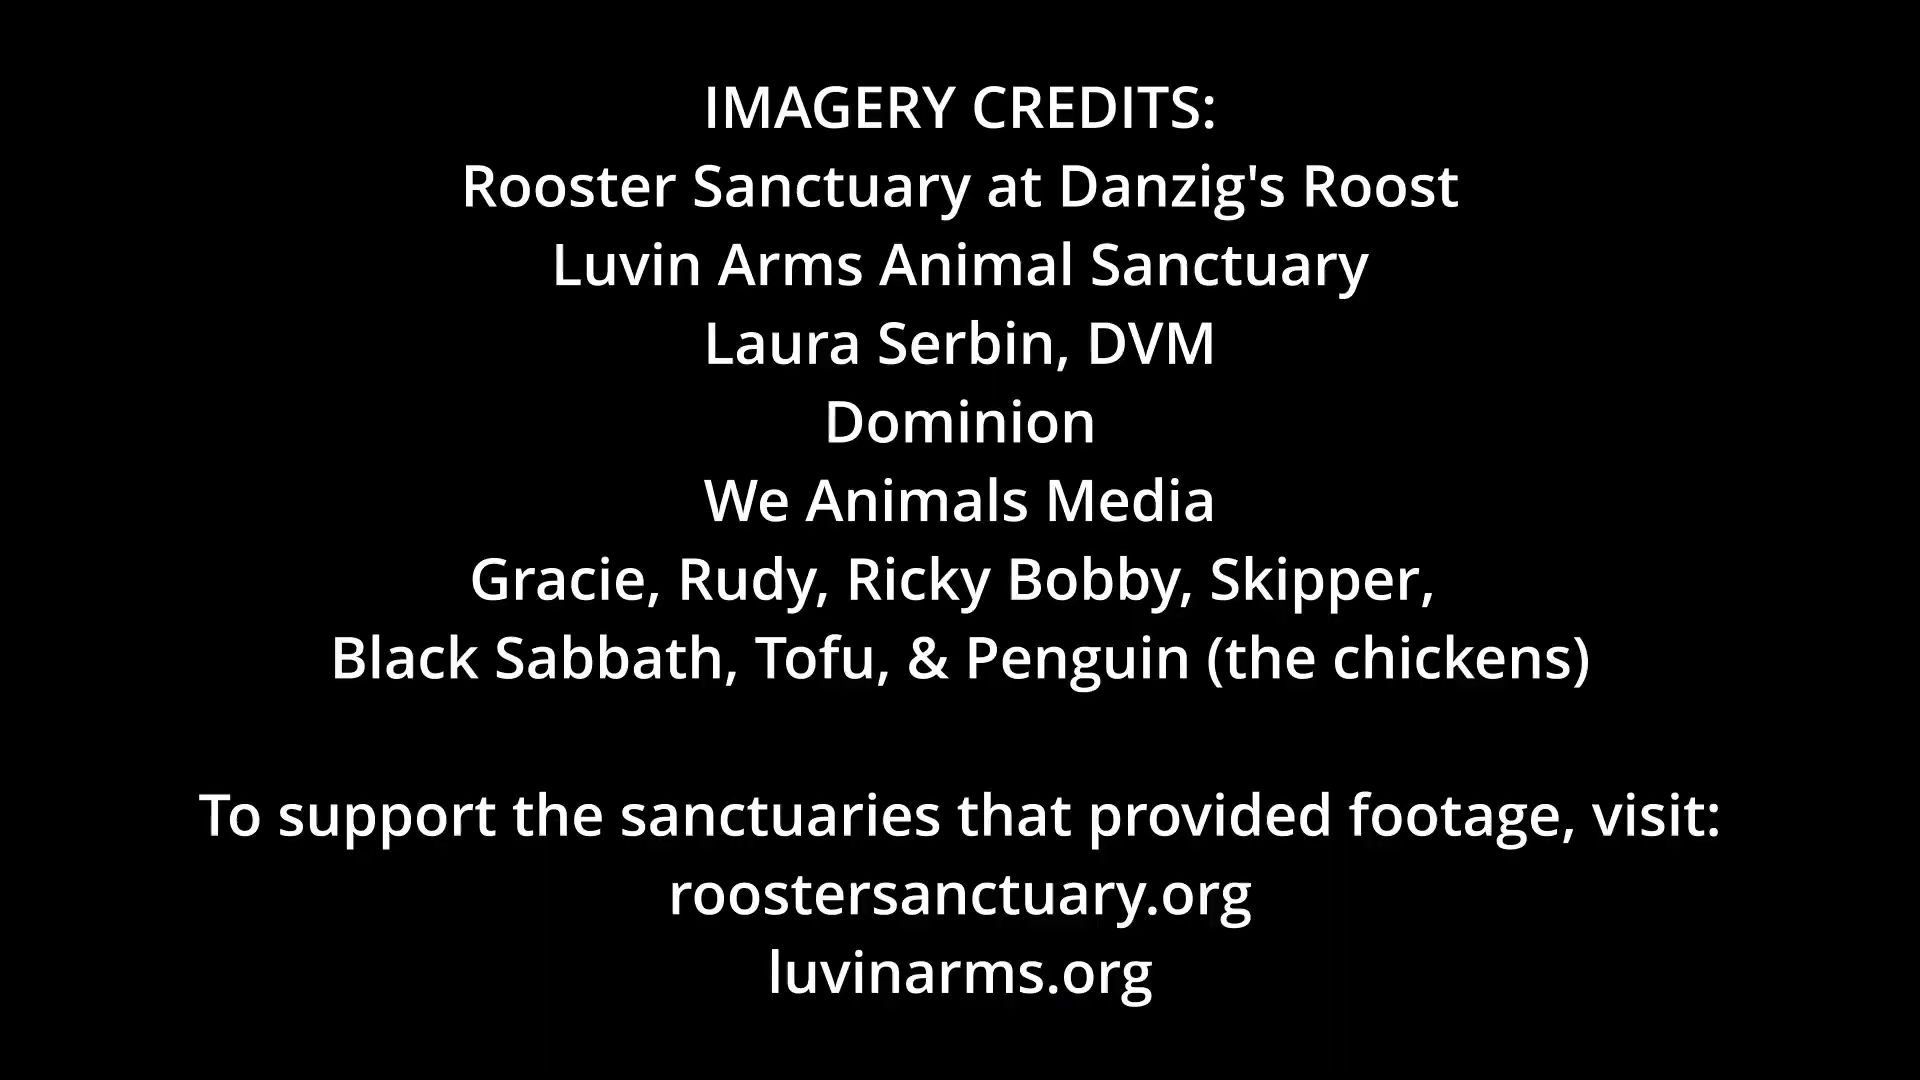 IMAGERY CREDITS:
Rooster Sanctuary at Danzig's Roost
Luvin Arms Animal Sanctuary
Laura Serbin, DVM
Dominion
We Animals Media
Gracie, Rudy, Ricky Bobby, Skipper,
Black Sabbath, Tofu, & Penguin (the chickens)
To support the sanctuaries that provided footage, visit:
roostersanctuary.org
luvinarms.org